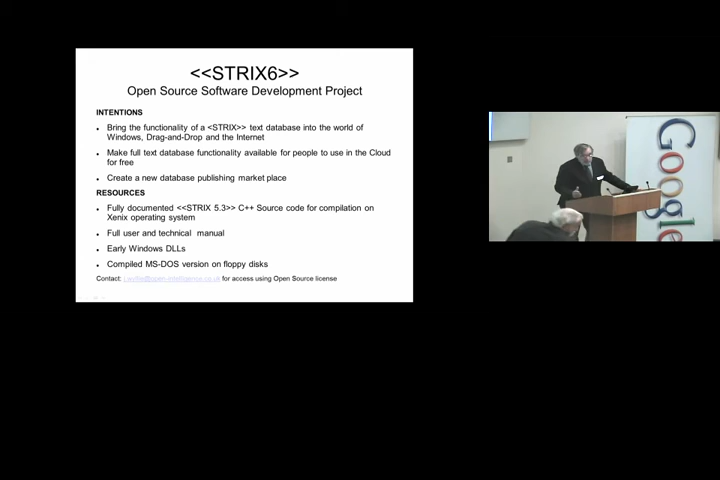 <<STRIX6>>
Open Source Software Development Project
INTENTIONS
• Bring the functionality of a <STRIX>> text database into the world of
Windows, Drag-and-Drop and the Internet
• Make full text database functionality available for people to use in the Cloud
for free
• Create a new database publishing market place
RESOURCES
• Fully documented <<STRIX 5.3>> C++ Source code for compilation on
Xenix operating system
• Full user and technical manual
• Early Windows DLLs
• Compiled MS-DOS version on floppy disks
Contact: for access using Open Source license
Google